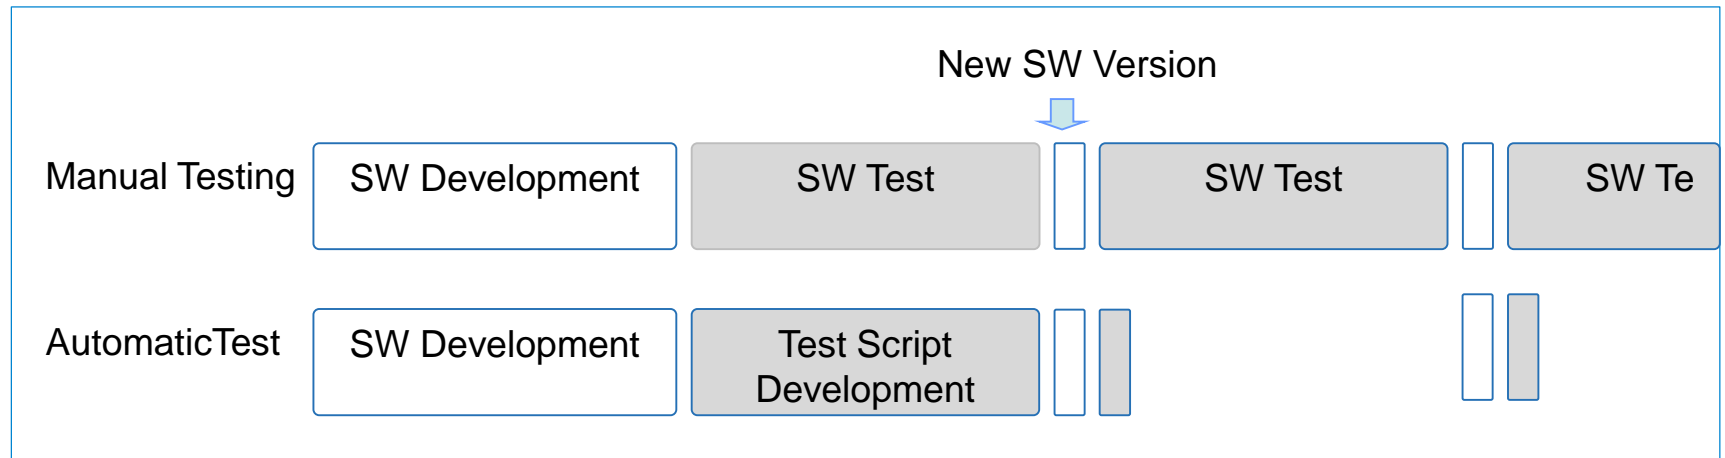 New SW Version
Manual Testing
SW Development
SW Test
SW Test
SW Te
AutomaticTest
SW Development
Test Script
Development